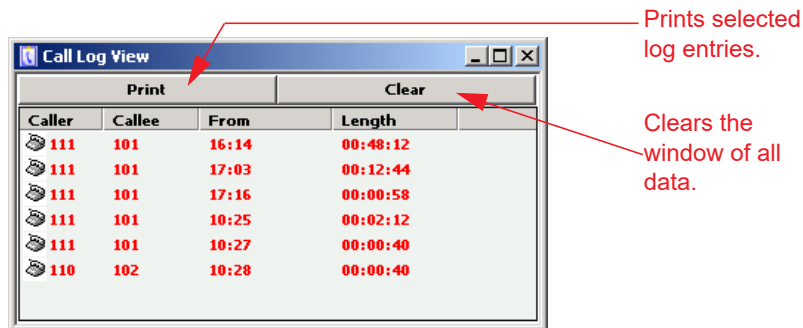 Prints selected
log entries.
Call Log View
Print Clear
Caller Callee From Length
111 101 16:14 00:48:12
111 101 17:03 00:12:44
111 101 17:16 00:00:58
111 101 10:25 00:02:12
111 101 10:27 00:00:40
110 102 10:28 00:00:40
Clears the
window of all
data.